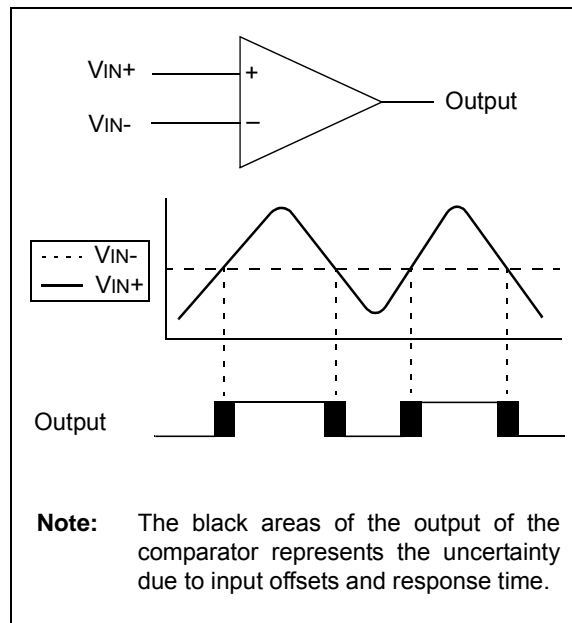 VIN+
+
Output
VIN-
–
VIN-
VIN+
Output
Note: The black areas of the output of the
comparator represents the uncertainty
due to input offsets and response time.